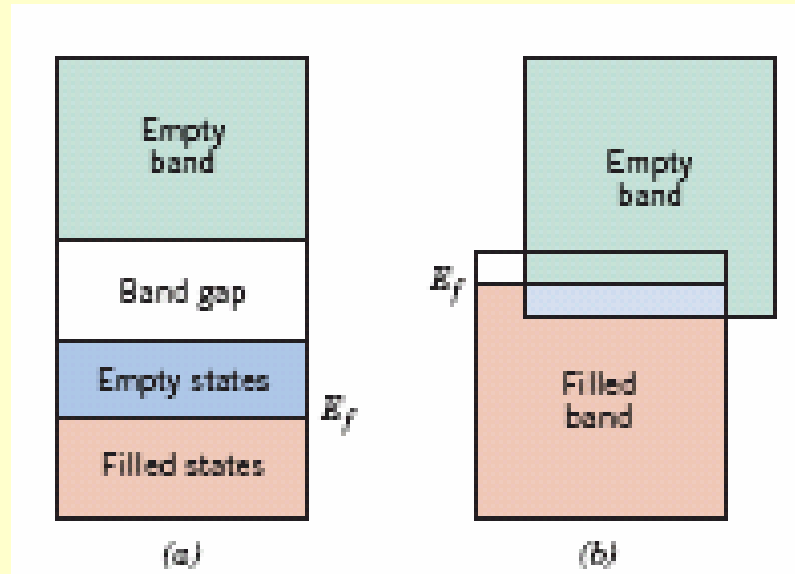 Empty
band
Band gap
Empty states
E_f
Filled states
(a)
Empty
band
E_f
Filled
band
(b)